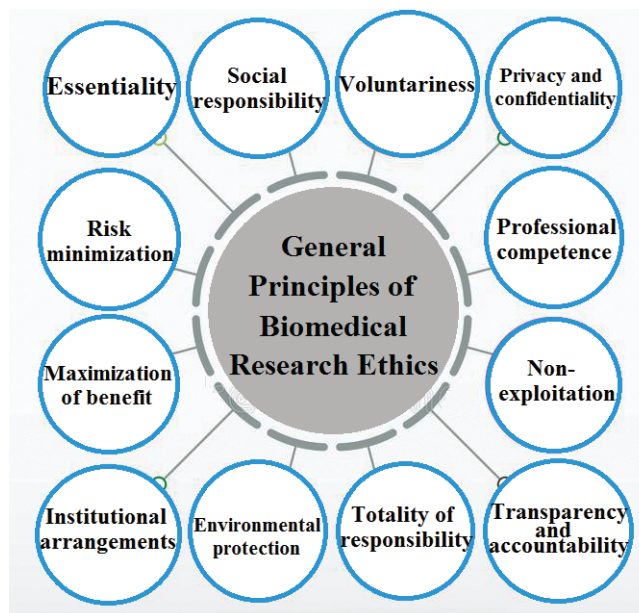 Essentiality
Social
responsibility
Voluntariness
Privacy and
confidentiality
Risk
minimization
General
Principles of
Biomedical
Research Ethics
Professional
competence
Maximization
of benefit
Non-
exploitation
Institutional
arrangements
Environmental
protection
Totality of
responsibility
Transparency
and
accountability